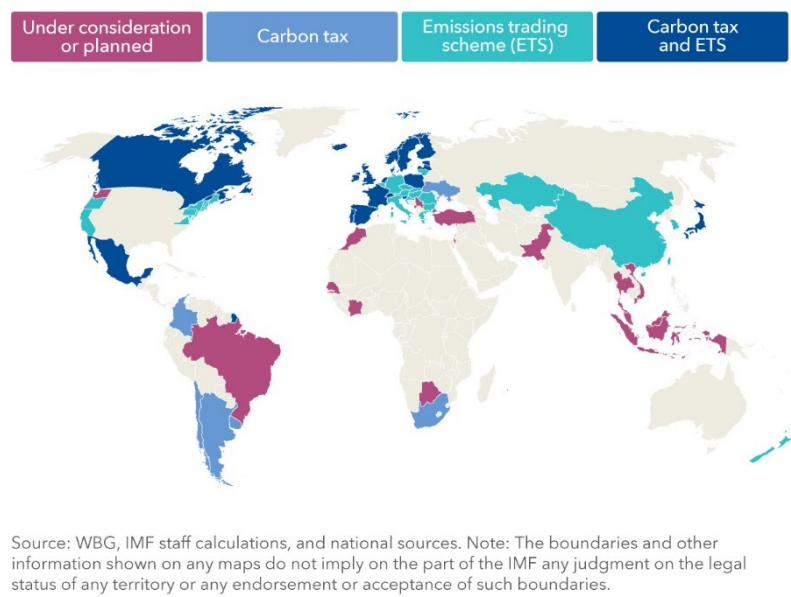 Under consideration
or planned
Carbon tax
Emissions trading
scheme (ETS)
Carbon tax
and ETS
Source: WBG, IMF staff calculations, and national sources. Note: The boundaries and other
information shown on any maps do not imply on the part of the IMF any judgment on the legal
status of any territory or any endorsement or acceptance of such boundaries.